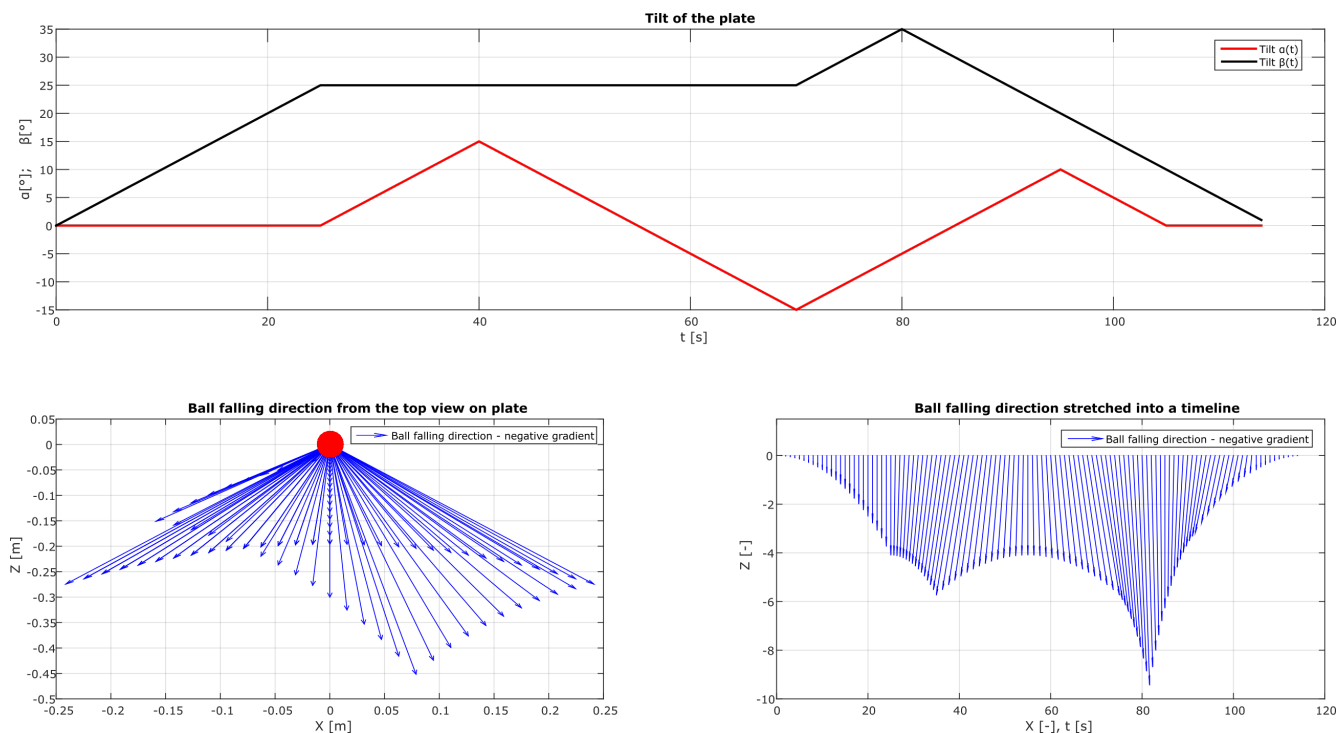 Tilt of the plate
35
30
25
20
15
10
5
0
-5
-10
-15
α[°]; β[°]
Tilt α(t)
Tilt β(t)
0 20 40 60 80 100 120
t [s]
Ball falling direction from the top view on plate
0.05
0
-0.05
-0.1
-0.15
-0.2
-0.25
-0.3
-0.35
-0.4
-0.45
-0.5
Z [m]
Ball falling direction - negative gradient
-0.25 -0.2 -0.15 -0.1 -0.05 0 0.05 0.1 0.15 0.2 0.25
X [m]
Ball falling direction stretched into a timeline
0
-2
-4
-6
-8
-10
Z [-]
Ball falling direction - negative gradient
0 20 40 60 80 100 120
X [-], t [s]